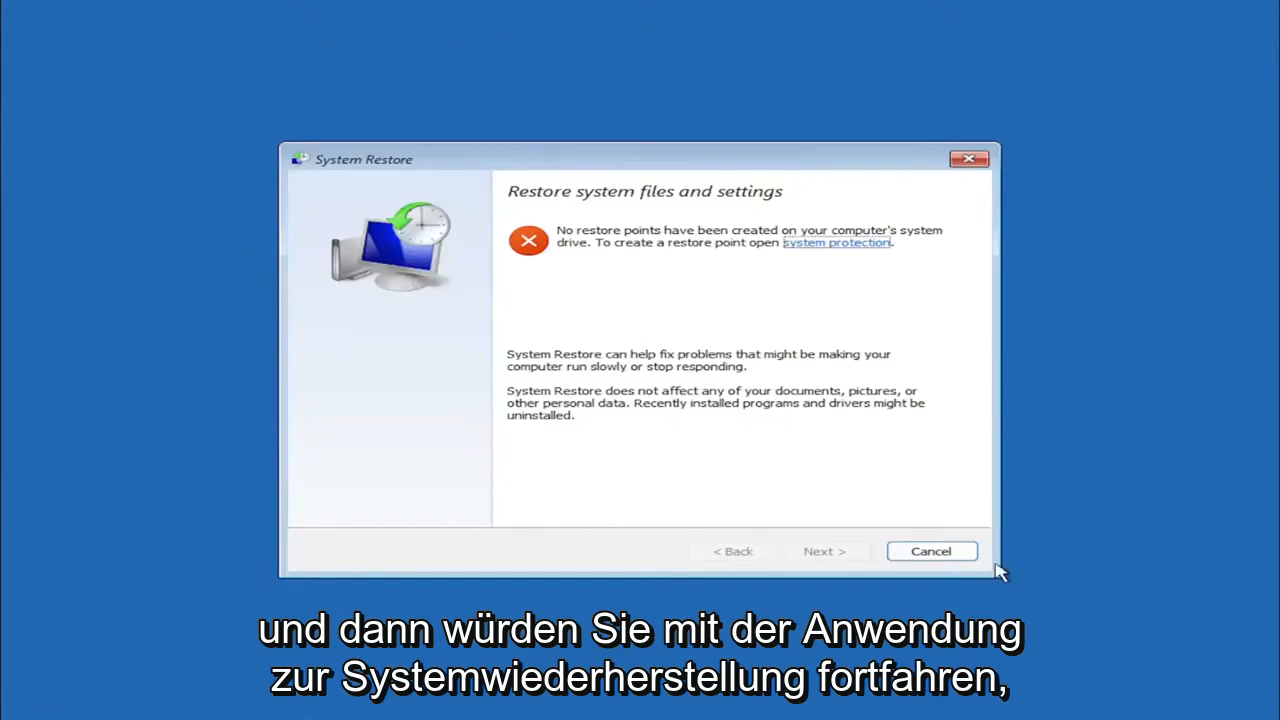 System Restore
Restore system files and settings
No restore points have been created on your computer's system
drive. To create a restore point open system protection.
System Restore can help fix problems that might be making your
computer run slowly or stop responding.
System Restore does not affect any of your documents, pictures, or
other personal data. Recently installed programs and drivers might be
uninstalled.
< Back Next > Cancel
und dann würden Sie mit der Anwendung
zur Systemwiederherstellung fortfahren,